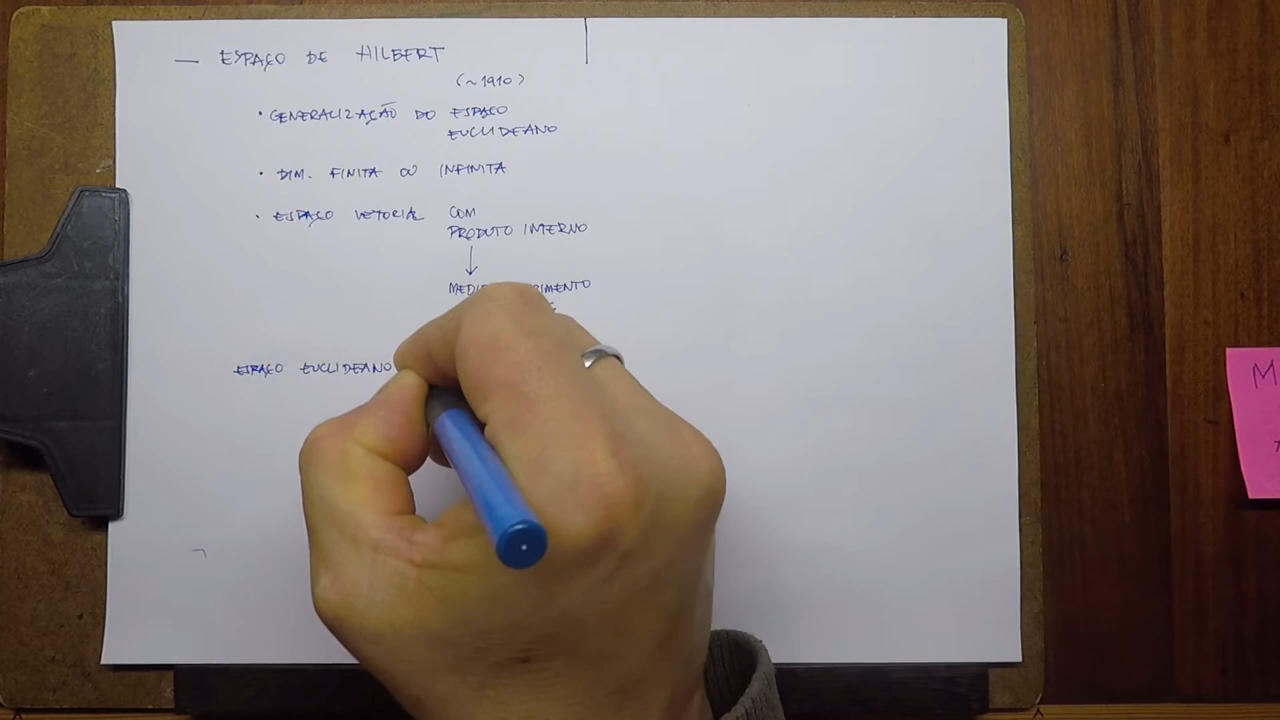 — ESPAÇO DE HILBERT
(~1910)
• GENERALIZAÇÃO DO ESPAÇO
EUCLIDEANO
• DIM. FINITA OU INFINITA
• ESPAÇO VETORIAL COM
PRODUTO INTERNO
↓
ESPAÇO EUCLIDEANO
M